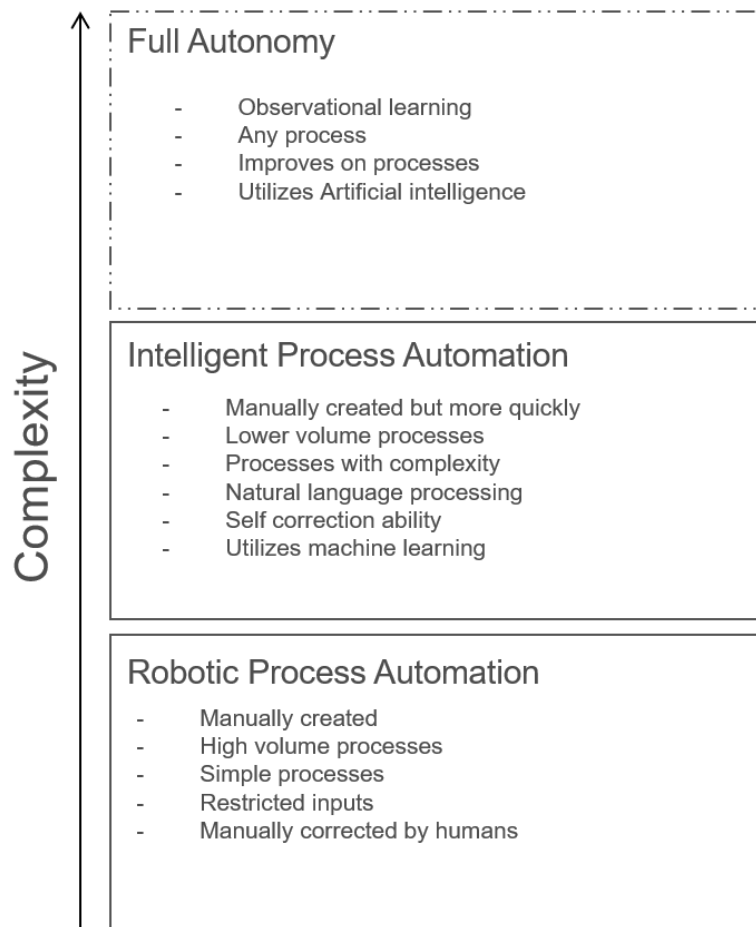 Complexity
Full Autonomy
- Observational learning
- Any process
- Improves on processes
- Utilizes Artificial intelligence
Intelligent Process Automation
- Manually created but more quickly
- Lower volume processes
- Processes with complexity
- Natural language processing
- Self correction ability
- Utilizes machine learning
Robotic Process Automation
- Manually created
- High volume processes
- Simple processes
- Restricted inputs
- Manually corrected by humans